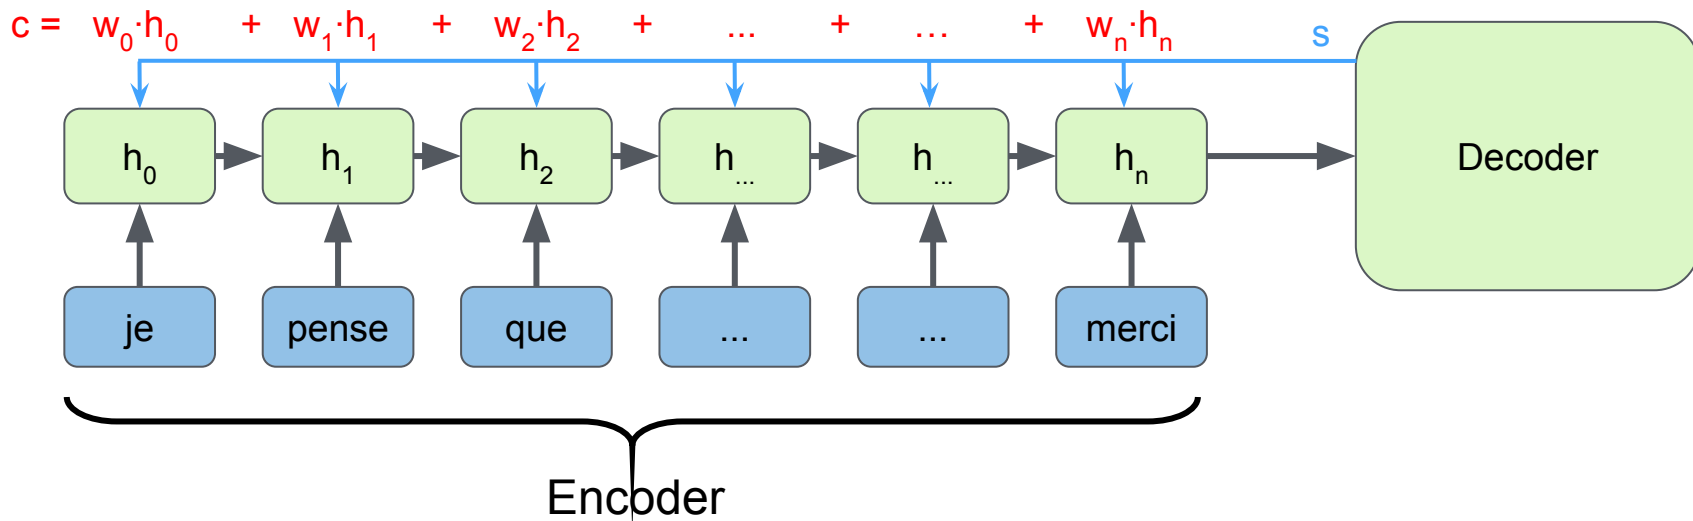 c = w₀·h₀ + w₁·h₁ + w₂·h₂ + ... + … + wₙ·hₙ
s
h₀ h₁ h₂ h... h... hₙ Decoder
je pense que ... ... merci
Encoder